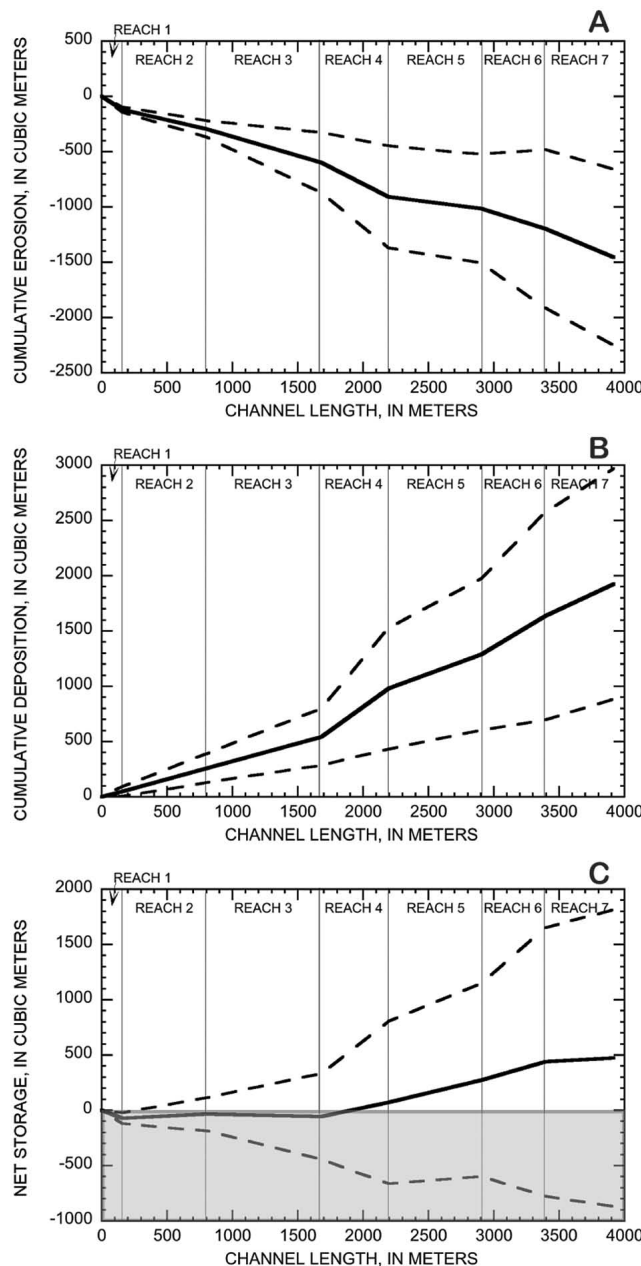 A
REACH 1
REACH 2 REACH 3 REACH 4 REACH 5 REACH 6 REACH 7
CUMULATIVE EROSION, IN CUBIC METERS
500
0
-500
-1000
-1500
-2000
-2500
0 500 1000 1500 2000 2500 3000 3500 4000
CHANNEL LENGTH, IN METERS
B
REACH 1
REACH 2 REACH 3 REACH 4 REACH 5 REACH 6 REACH 7
CUMULATIVE DEPOSITION, IN CUBIC METERS
3000
2500
2000
1500
1000
500
0
0 500 1000 1500 2000 2500 3000 3500 4000
CHANNEL LENGTH, IN METERS
C
REACH 1
REACH 2 REACH 3 REACH 4 REACH 5 REACH 6 REACH 7
NET STORAGE, IN CUBIC METERS
2000
1500
1000
500
0
-500
-1000
0 500 1000 1500 2000 2500 3000 3500 4000
CHANNEL LENGTH, IN METERS